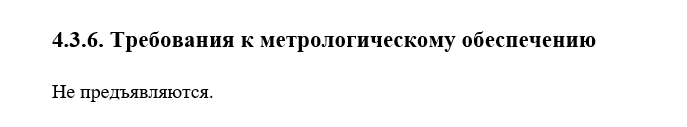 4.3.6. Требования к метрологическому обеспечению
Не предъявляются.